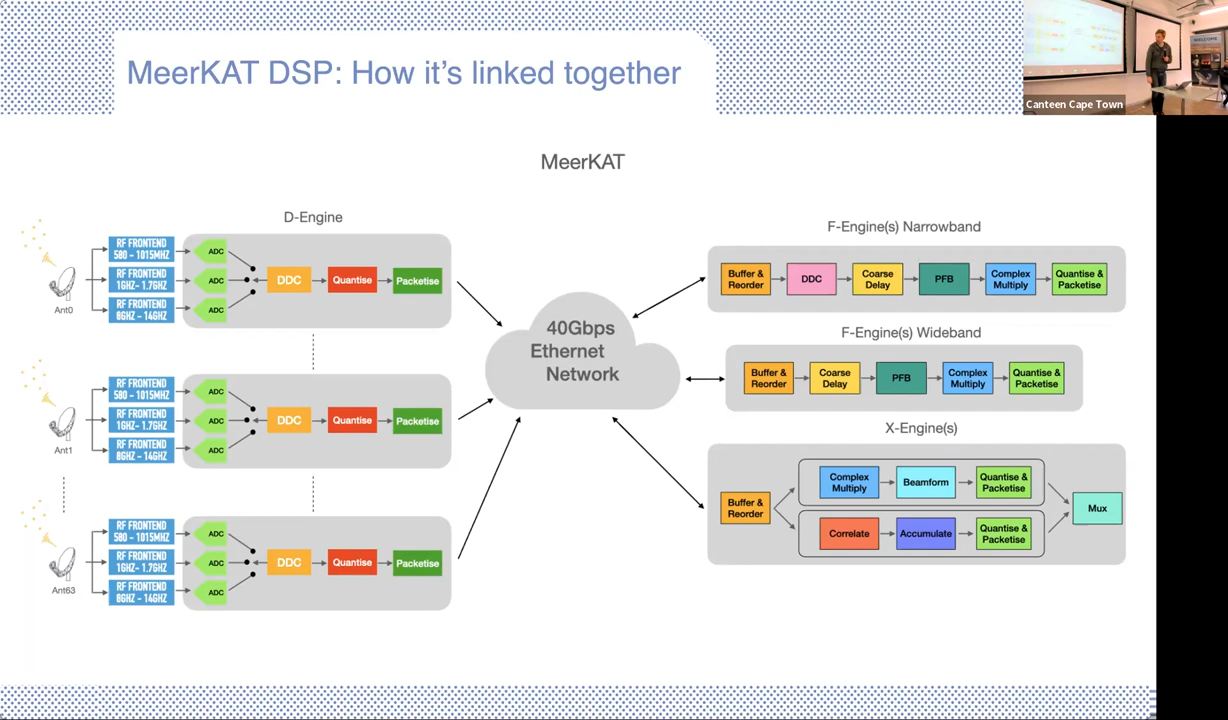 MeerKAT DSP: How it's linked together
WELCOME
Canteen Cape Town
MeerKAT
D-Engine
RF FRONTEND
580 - 1015MHZ
RF FRONTEND
1GHZ- 1.7GHZ
RF FRONTEND
8GHZ - 14GHZ
Ant0
ADC
ADC
ADC
DDC
Quantise
Packetise
RF FRONTEND
580 - 1015MHZ
RF FRONTEND
1GHZ- 1.7GHZ
RF FRONTEND
8GHZ - 14GHZ
Ant1
ADC
ADC
ADC
DDC
Quantise
Packetise
RF FRONTEND
580 - 1015MHZ
RF FRONTEND
1GHZ- 1.7GHZ
RF FRONTEND
8GHZ - 14GHZ
Ant63
ADC
ADC
ADC
DDC
Quantise
Packetise
40Gbps
Ethernet
Network
F-Engine(s) Narrowband
Buffer &
Reorder
DDC
Coarse
Delay
PFB
Complex
Multiply
Quantise &
Packetise
F-Engine(s) Wideband
Buffer &
Reorder
Coarse
Delay
PFB
Complex
Multiply
Quantise &
Packetise
X-Engine(s)
Buffer &
Reorder
Complex
Multiply
Beamform
Quantise &
Packetise
Correlate
Accumulate
Quantise &
Packetise
Mux